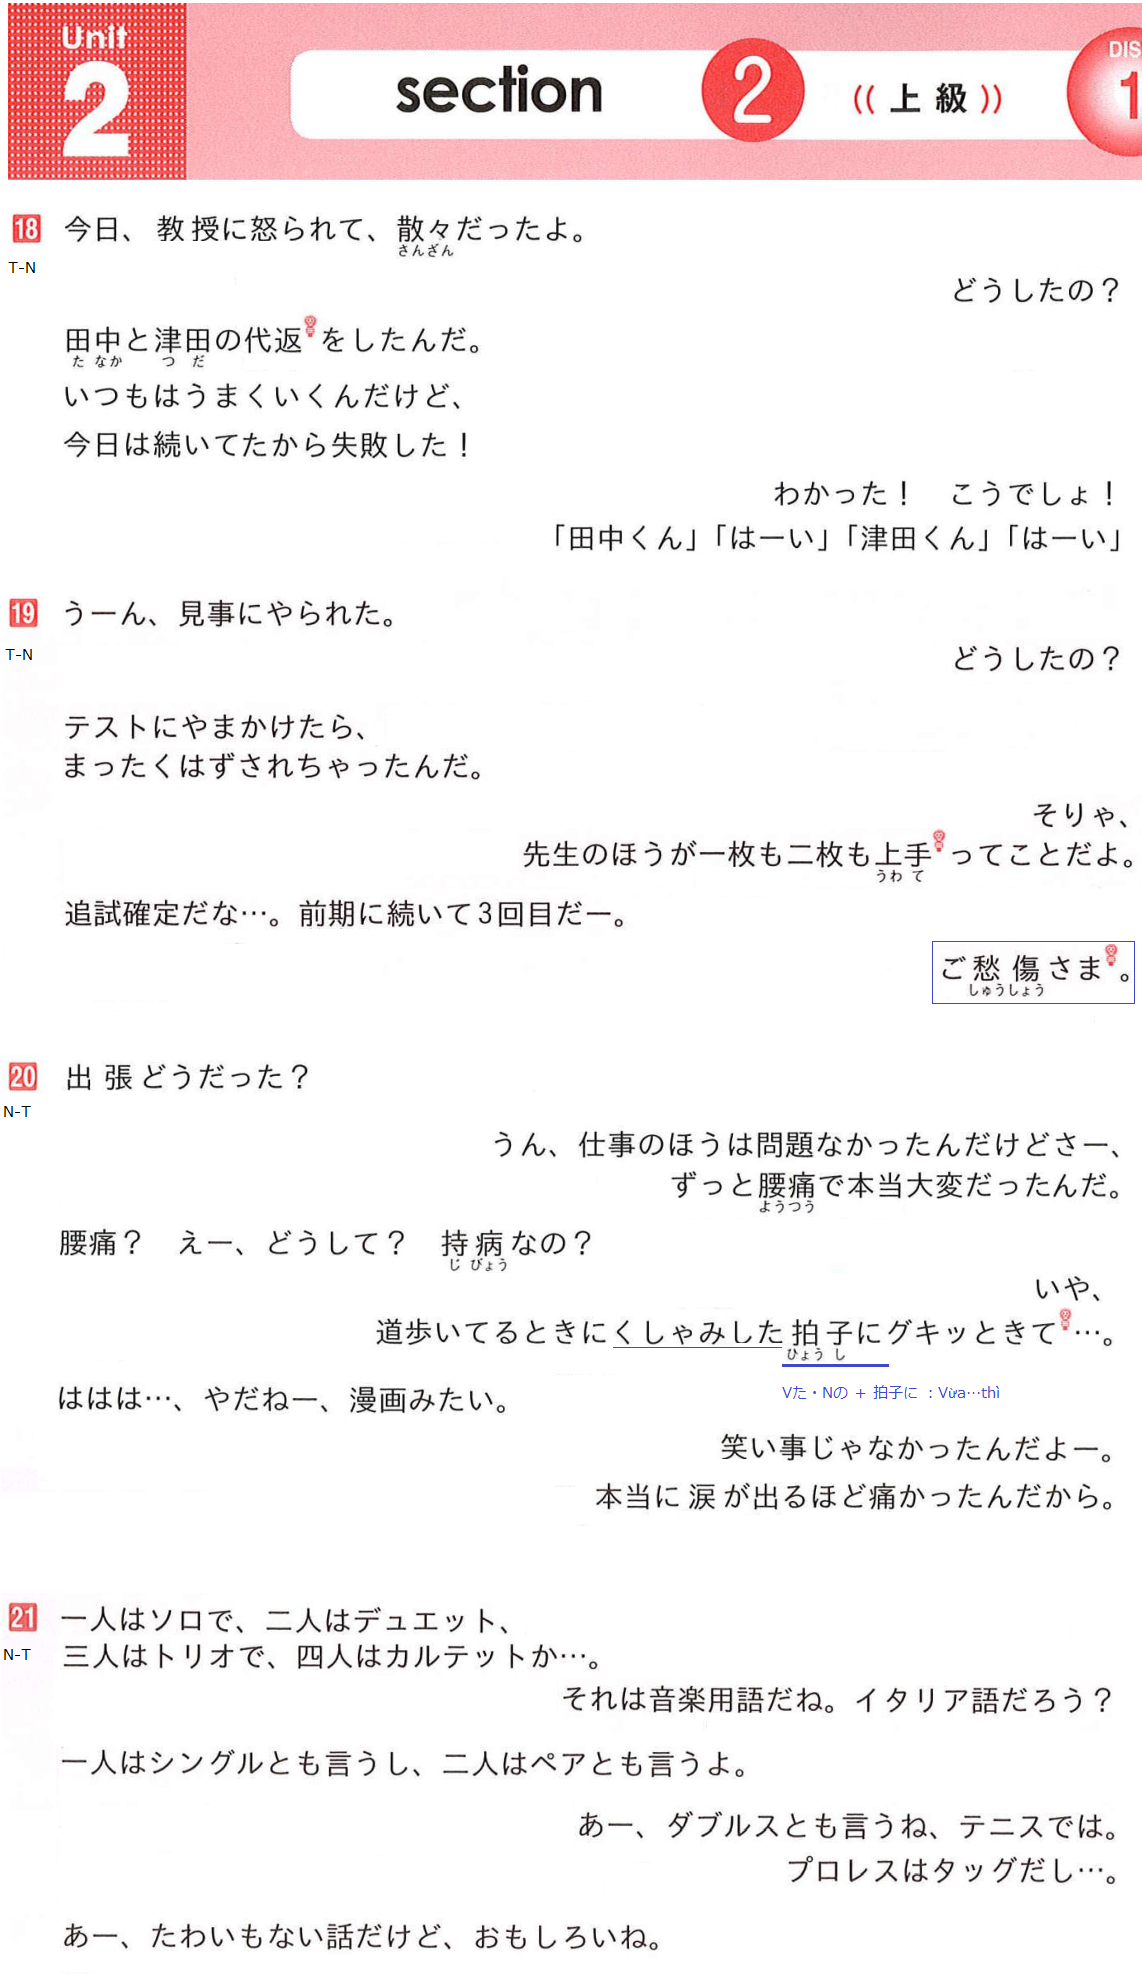 Unit
2
section 2 ((上級)) DIS
1
18 今日、教授に怒られて、散々だったよ。
さんざん
T-N
どうしたの？
田中と津田の代返をしたんだ。
た なか つ だ
いつもはうまくいくんだけど、
今日は続いてたから失敗した！
わかった！　こうでしょ！
「田中くん」「はーい」「津田くん」「はーい」
19 うーん、見事にやられた。
T-N
どうしたの？
テストにやまかけたら、
まったくはずされちゃったんだ。
そりゃ、
先生のほうが一枚も二枚も上手ってことだよ。
うわ て
追試確定だな…。前期に続いて3回目だー。
ご愁傷さま。
しゅうしょう
20 出張どうだった？
N-T
うん、仕事のほうは問題なかったんだけどさー、
ずっと腰痛で本当大変だったんだ。
ようつう
腰痛？　えー、どうして？　持病なの？
じ びょう
いや、
道歩いてるときにくしゃみした拍子にグキッときて…。
ひょう し
Vた・Nの + 拍子に : Vừa…thì
ははは…、やだねー、漫画みたい。
笑い事じゃなかったんだよー。
本当に涙が出るほど痛かったんだから。
21 一人はソロで、二人はデュエット、
三人はトリオで、四人はカルテットか…。
N-T
それは音楽用語だね。イタリア語だろう？
一人はシングルとも言うし、二人はペアとも言うよ。
あー、ダブルスとも言うね、テニスでは。
プロレスはタッグだし…。
あー、たわいもない話だけど、おもしろいね。